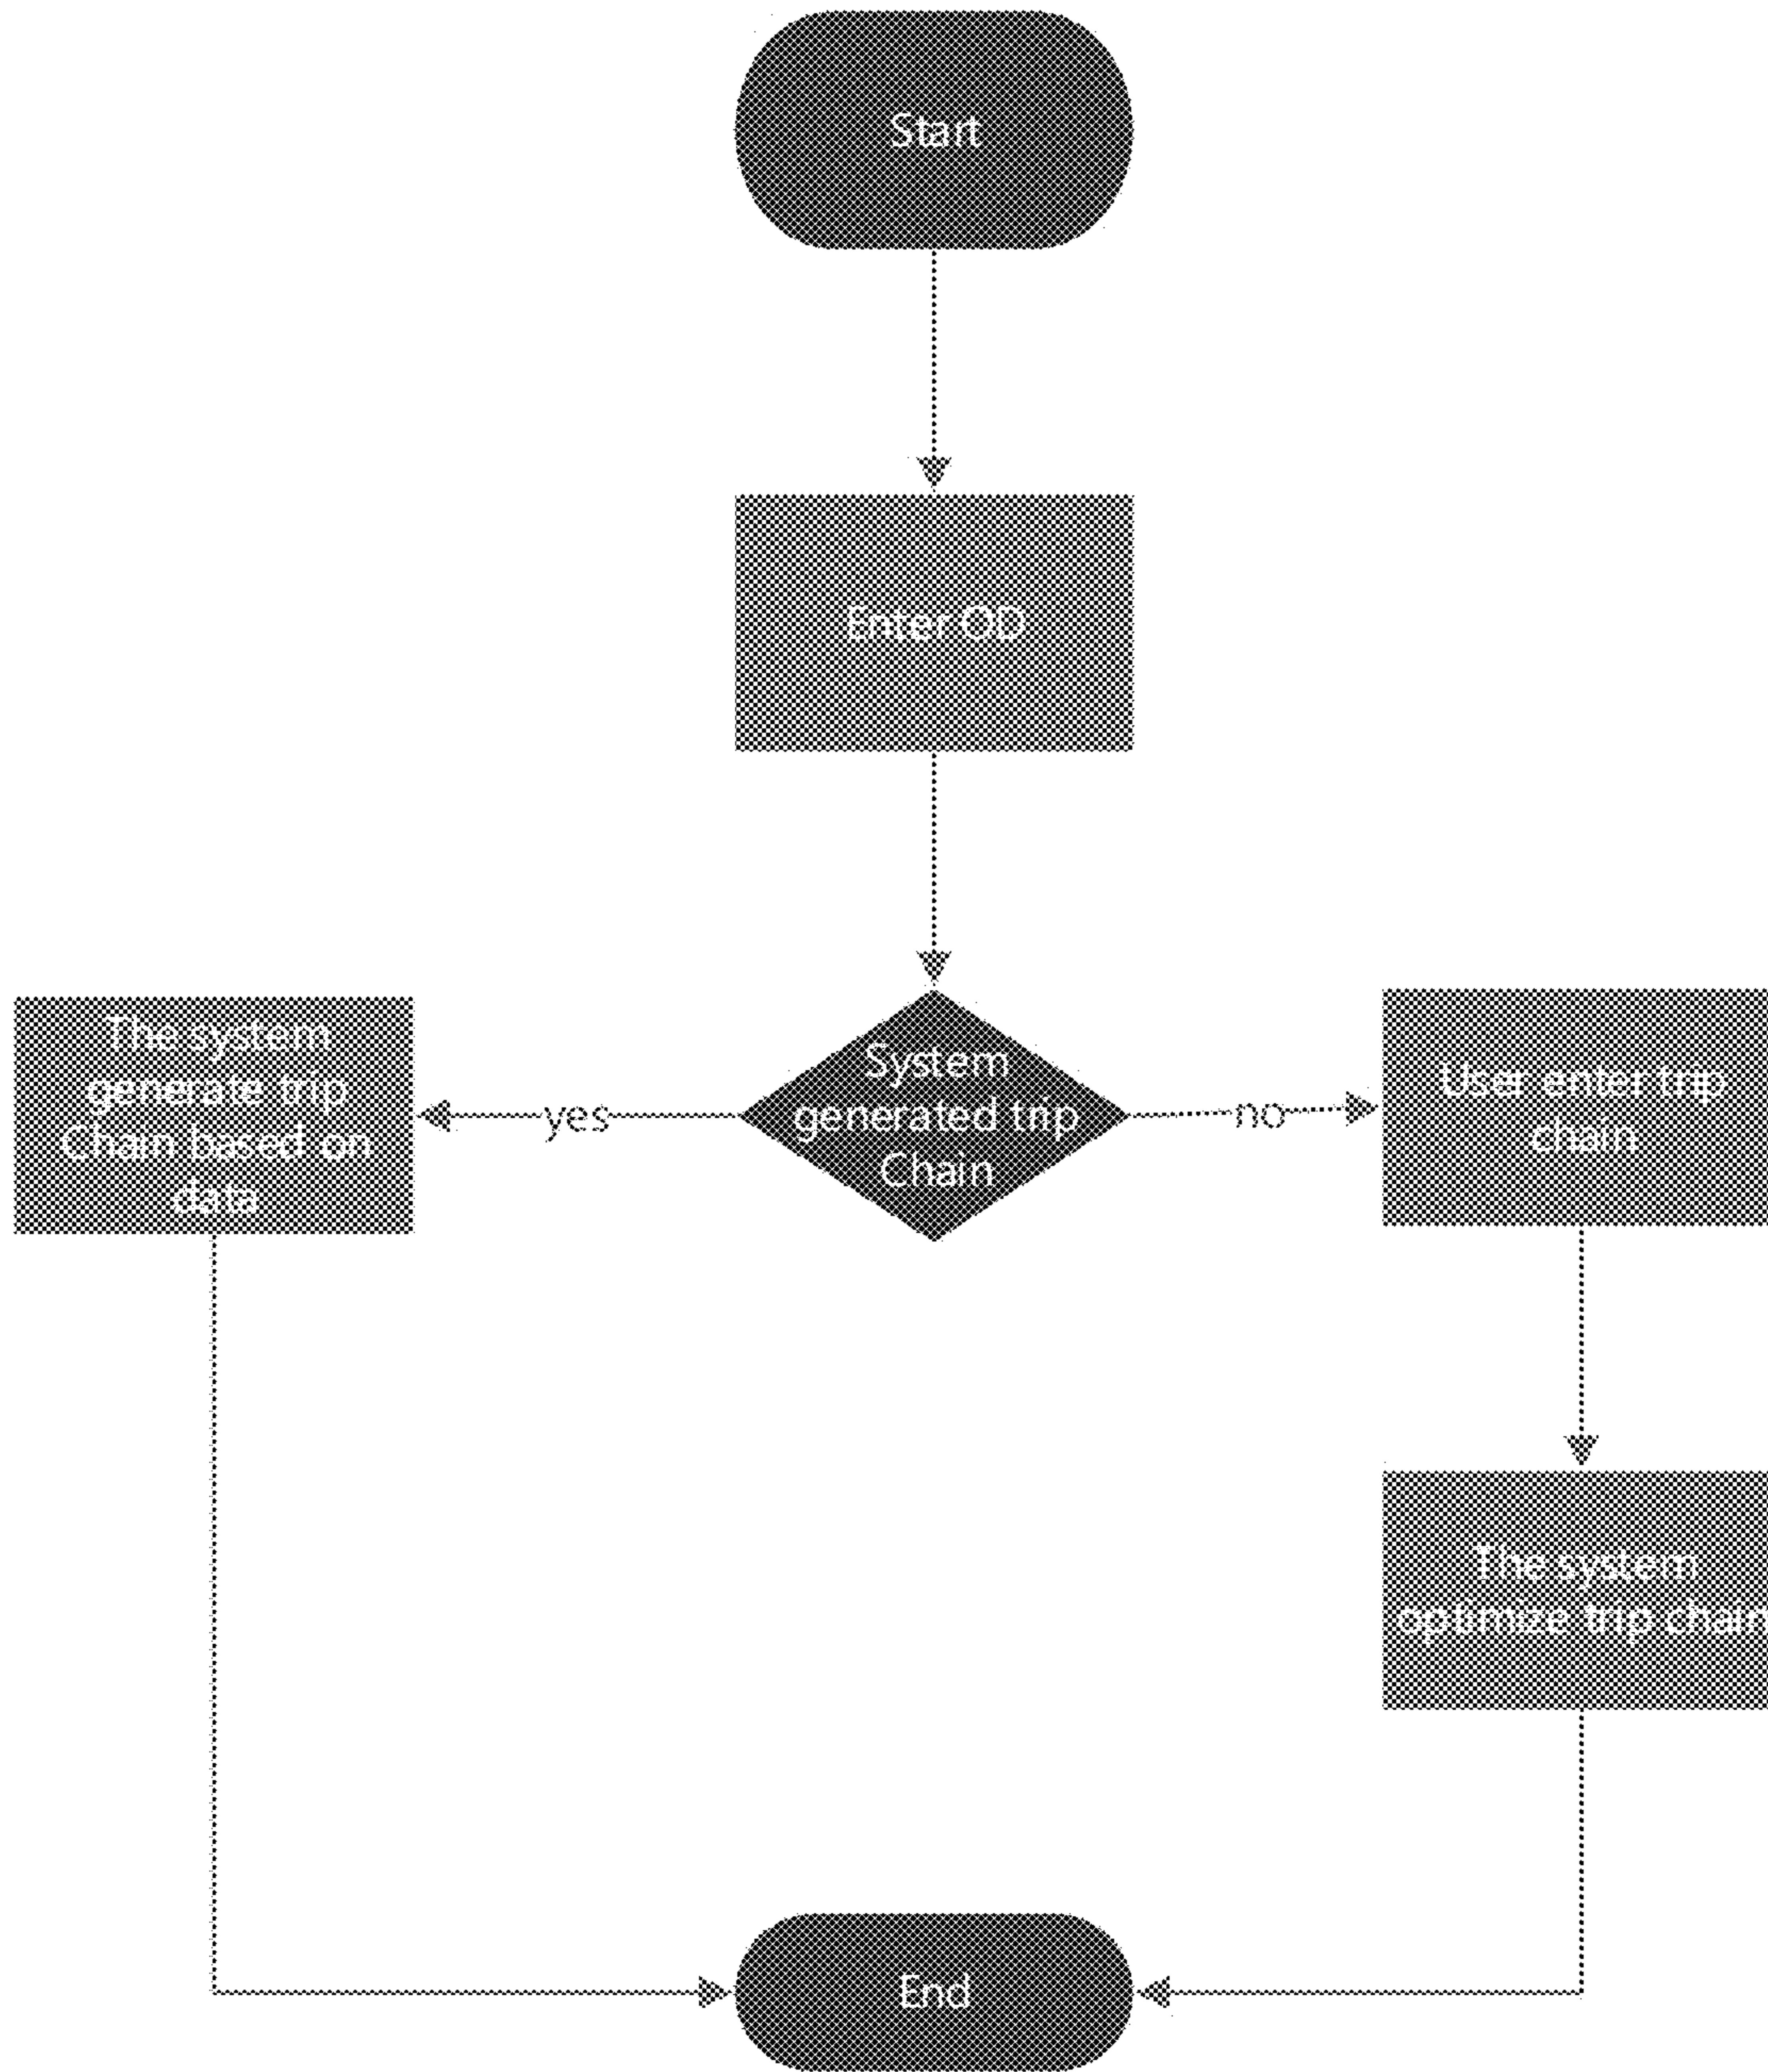 Start
Enter OD
The system
generate trip
Chain based on
data
yes
System
generated trip
Chain
no
User enter trip
chain
The system
optimize trip chain
End